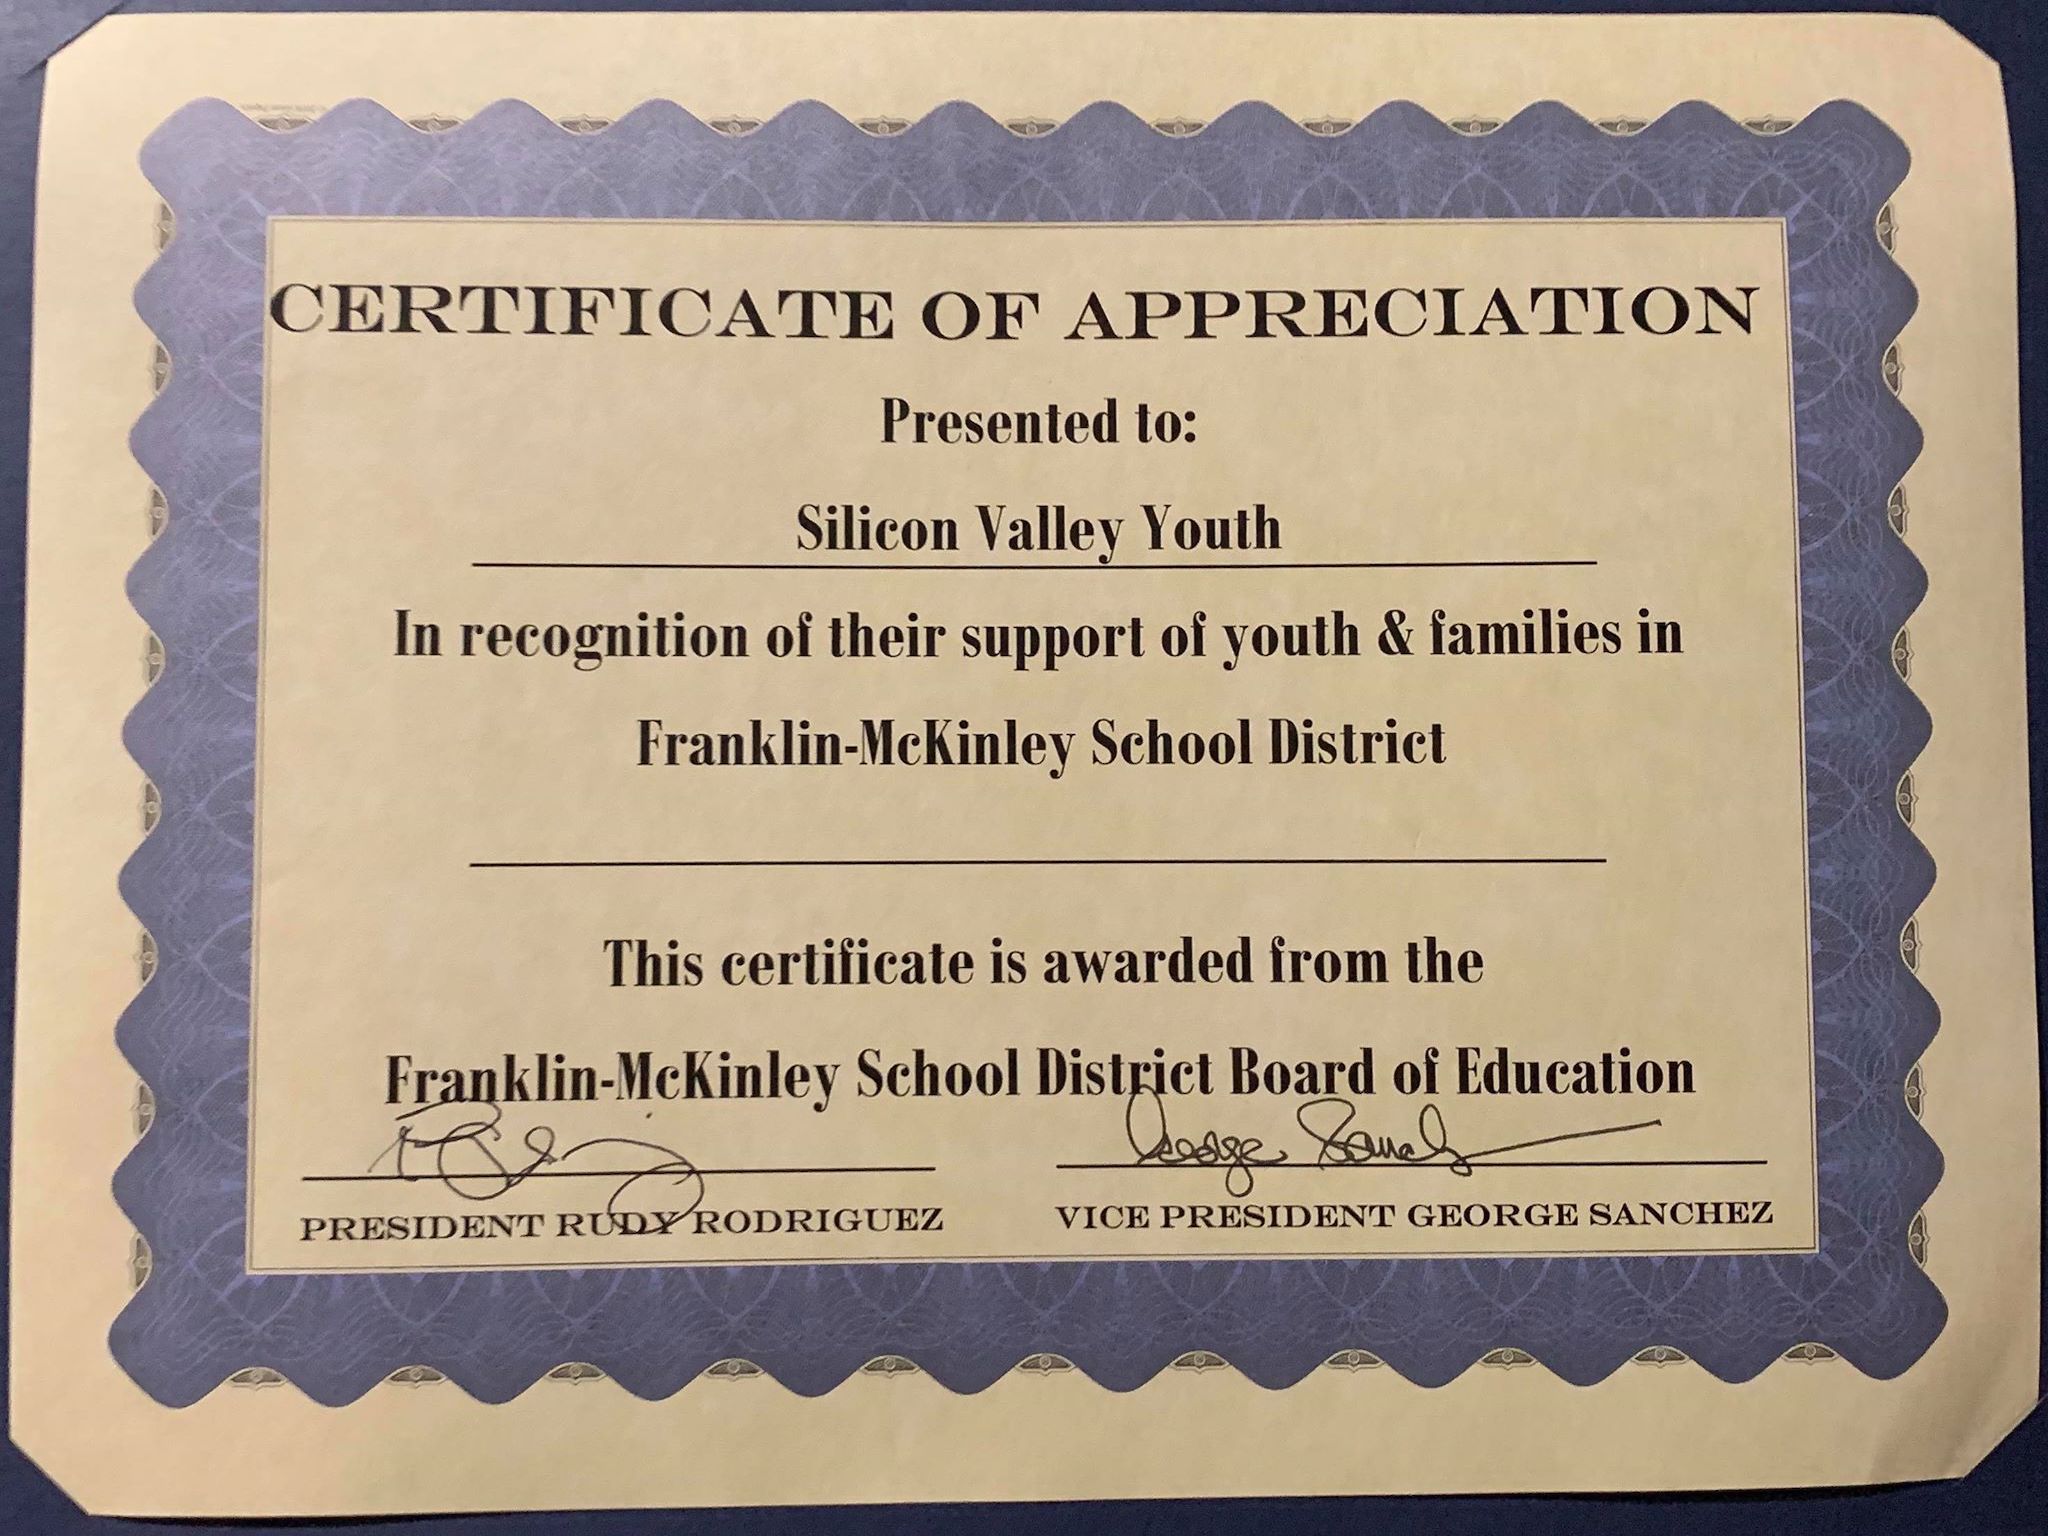 CERTIFICATE OF APPRECIATION
Presented to:
Silicon Valley Youth
In recognition of their support of youth & families in
Franklin-McKinley School District
This certificate is awarded from the
Franklin-McKinley School District Board of Education
George Sanchez
PRESIDENT RUDY RODRIGUEZ
VICE PRESIDENT GEORGE SANCHEZ